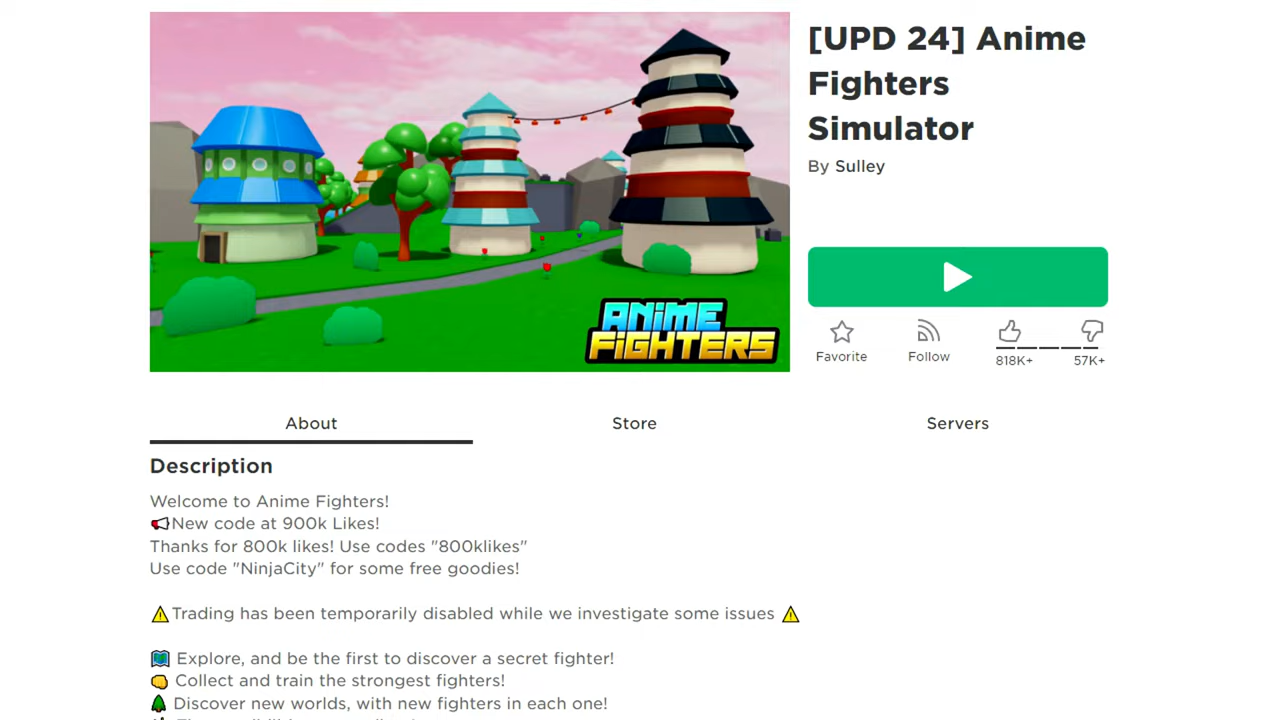 [UPD 24] Anime
Fighters
Simulator
By Sulley
ANIME
FIGHTERS
Favorite
Follow
818K+
57K+
About
Store
Servers
Description
Welcome to Anime Fighters!
📢New code at 900k Likes!
Thanks for 800k likes! Use codes "800klikes"
Use code "NinjaCity" for some free goodies!
⚠Trading has been temporarily disabled while we investigate some issues ⚠
🗺 Explore, and be the first to discover a secret fighter!
👊 Collect and train the strongest fighters!
🌲 Discover new worlds, with new fighters in each one!